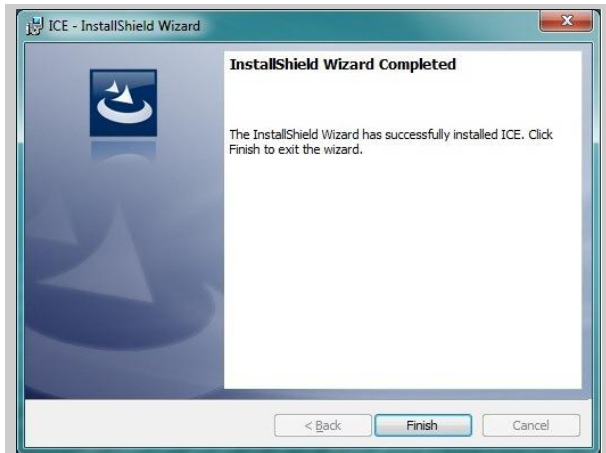 ICE - InstallShield Wizard
InstallShield Wizard Completed
The InstallShield Wizard has successfully installed ICE. Click
Finish to exit the wizard.
< Back
Finish
Cancel